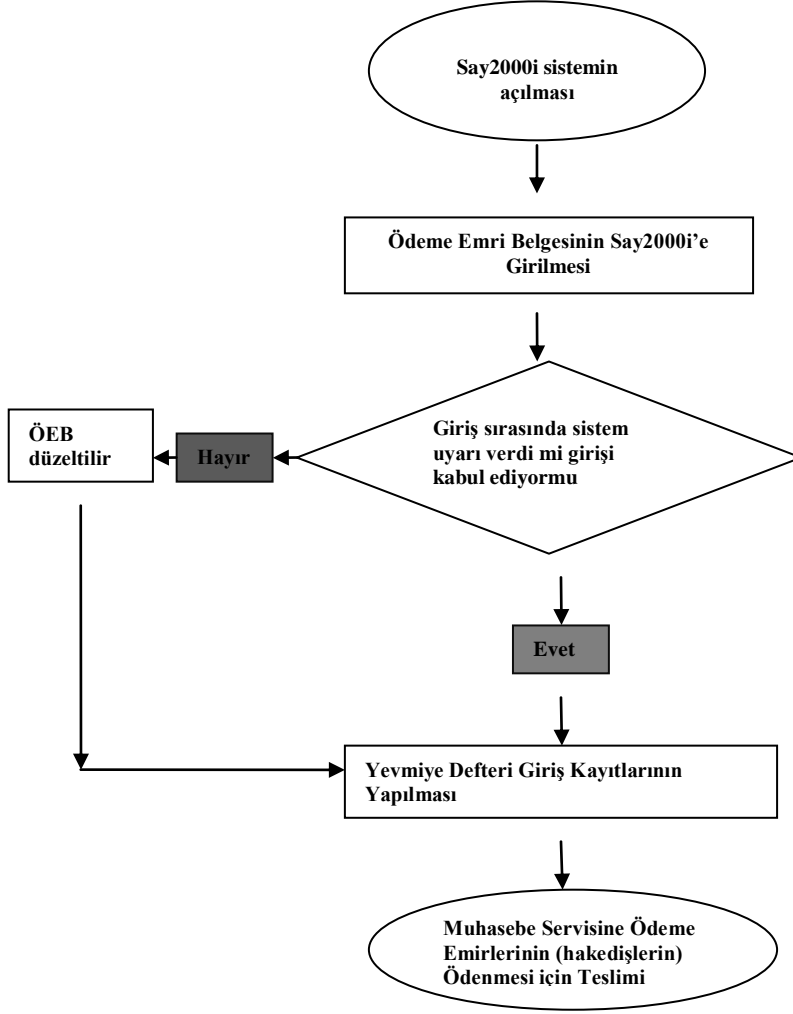 Say2000i sistemin
açılması
Ödeme Emri Belgesinin Say2000i’e
Girilmesi
Giriş sırasında sistem
uyarı verdi mi girişi
kabul ediyormu
Hayır
ÖEB
düzeltilir
Evet
Yevmiye Defteri Giriş Kayıtlarının
Yapılması
Muhasebe Servisine Ödeme
Emirlerinin (hakedişlerin)
Ödenmesi için Teslimi